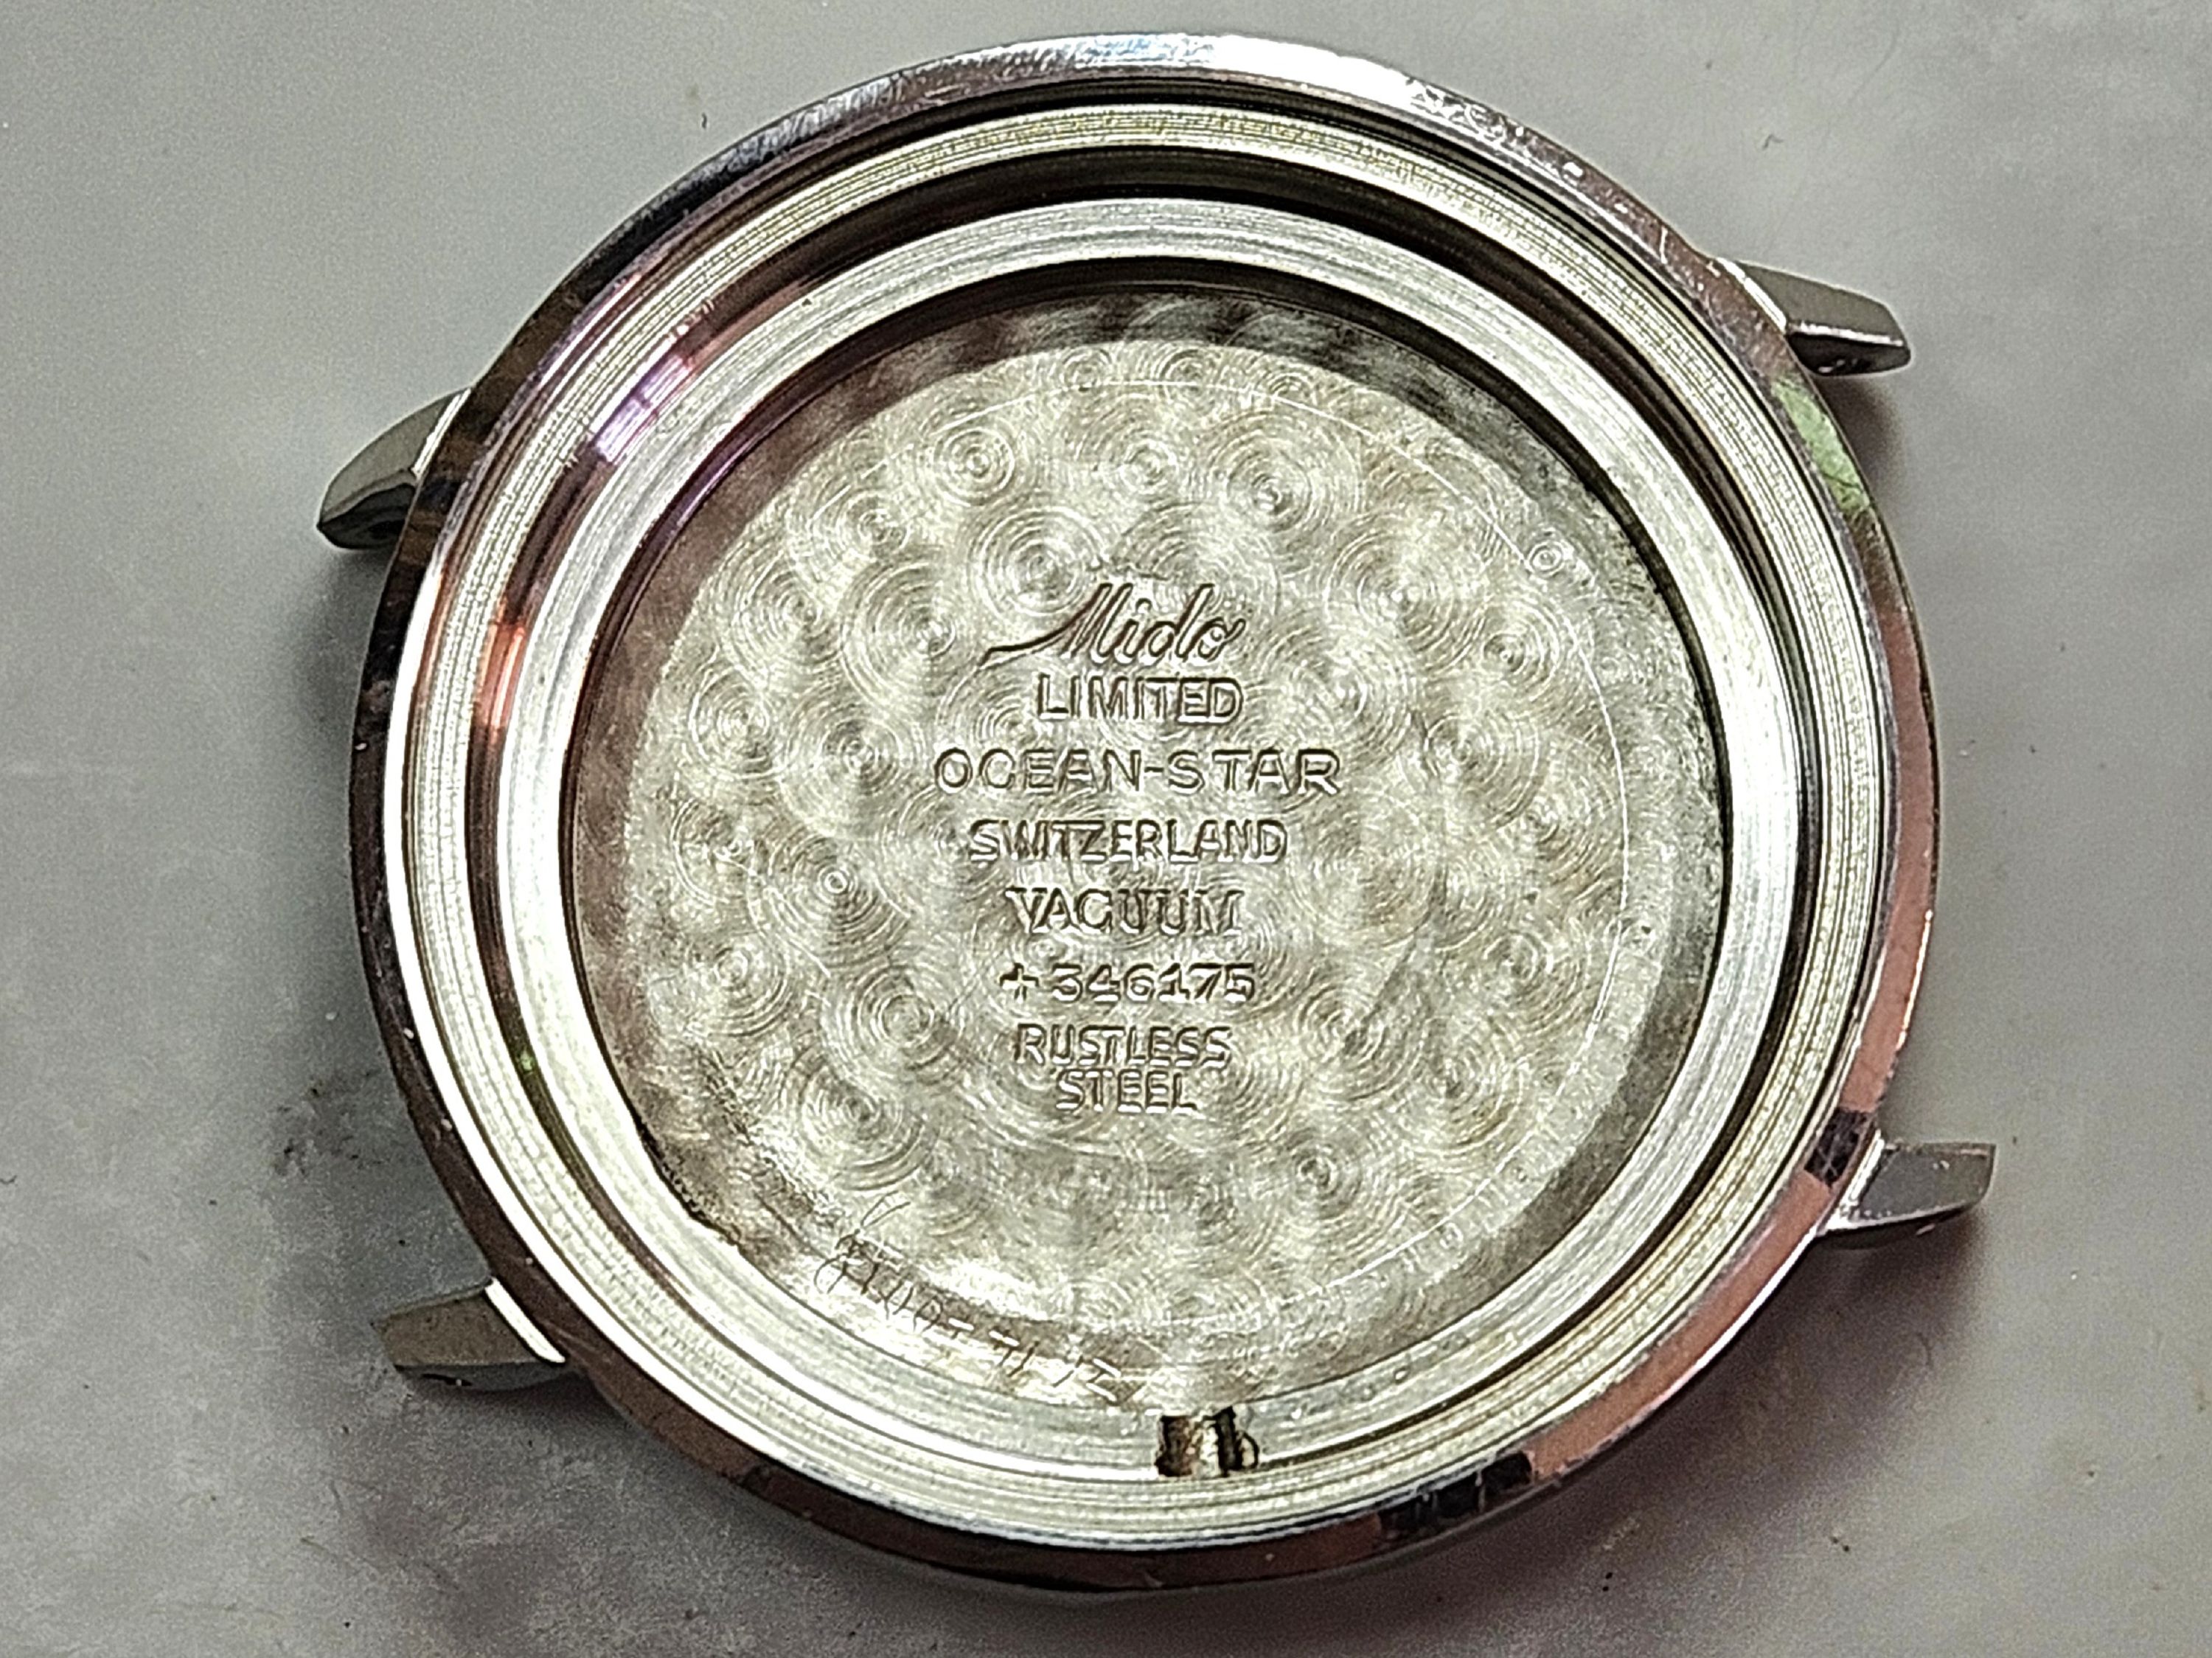 Mido
LIMITED
OCEAN-STAR
SWITZERLAND
VACUUM
+346175
RUSTLESS
STEEL